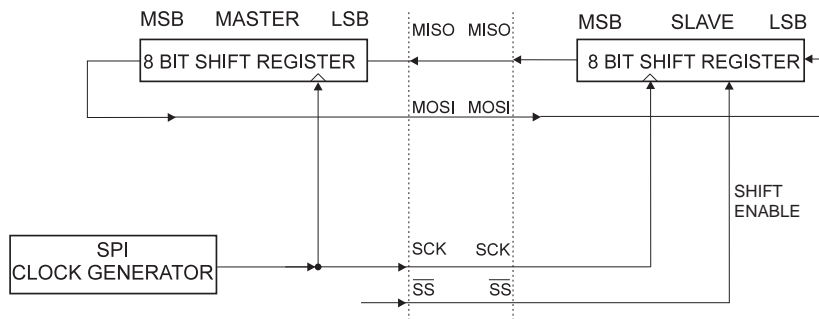 MSB MASTER LSB
8 BIT SHIFT REGISTER
MISO MISO
MSB SLAVE LSB
8 BIT SHIFT REGISTER
MOSI MOSI
SHIFT
ENABLE
SPI
CLOCK GENERATOR
SCK SCK
SS SS